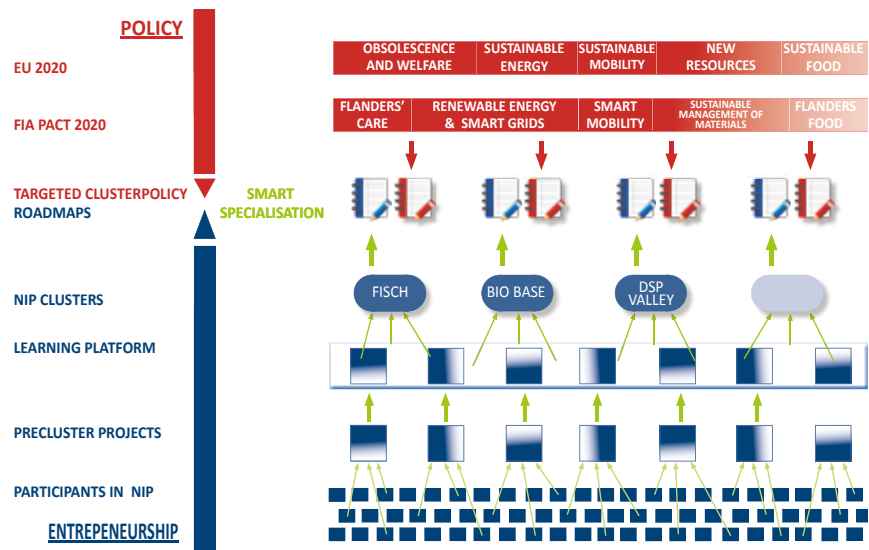 POLICY
EU 2020
OBSOLESCENCE
AND WELFARE
SUSTAINABLE
ENERGY
SUSTAINABLE
MOBILITY
NEW
RESOURCES
SUSTAINABLE
FOOD
FIA PACT 2020
FLANDERS'
CARE
RENEWABLE ENERGY
& SMART GRIDS
SMART
MOBILITY
SUSTAINABLE
MANAGEMENT OF
MATERIALS
FLANDERS
FOOD
TARGETED CLUSTERPOLICY
ROADMAPS
SMART
SPECIALISATION
NIP CLUSTERS
FISCH
BIO BASE
DSP
VALLEY
LEARNING PLATFORM
PRECLUSTER PROJECTS
PARTICIPANTS IN NIP
ENTREPENEURSHIP